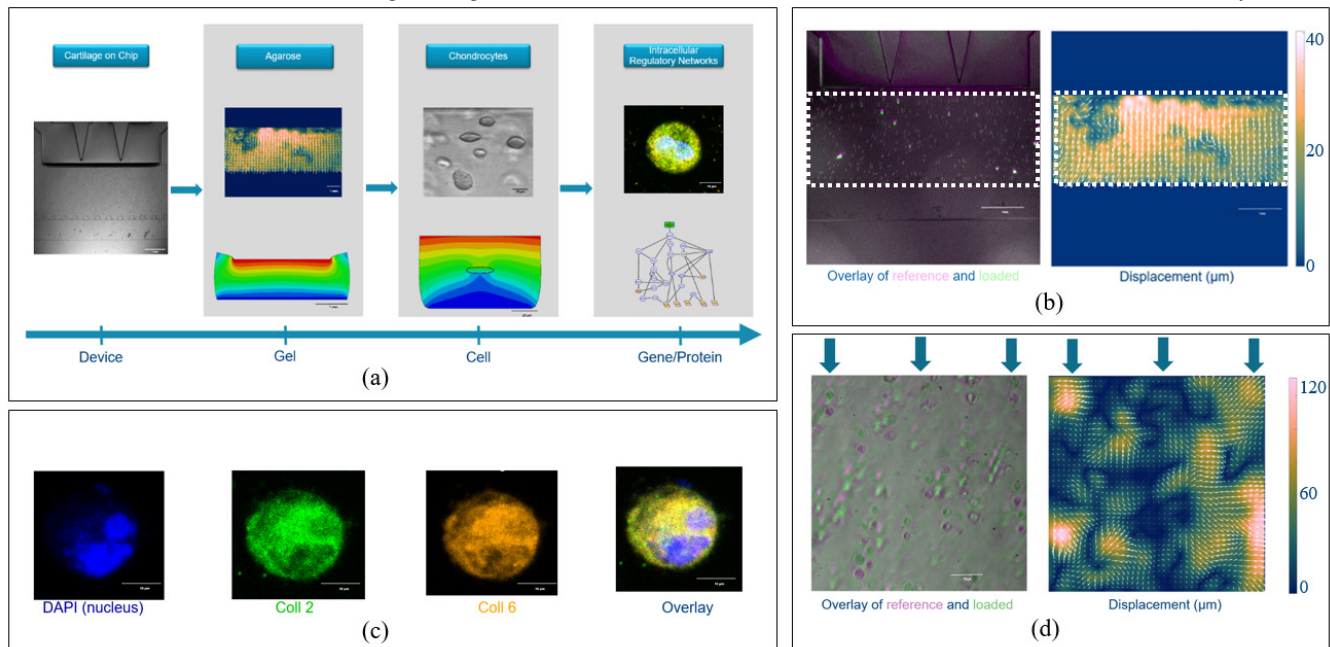 Cartilage on Chip
Agarose
Chondrocytes
Intracellular
Regulatory Networks
Device
Gel
Cell
Gene/Protein
(a)
40
20
0
Overlay of reference and loaded
Displacement (µm)
(b)
DAPI (nucleus)
Coll 2
Coll 6
Overlay
(c)
120
60
0
Overlay of reference and loaded
Displacement (µm)
(d)